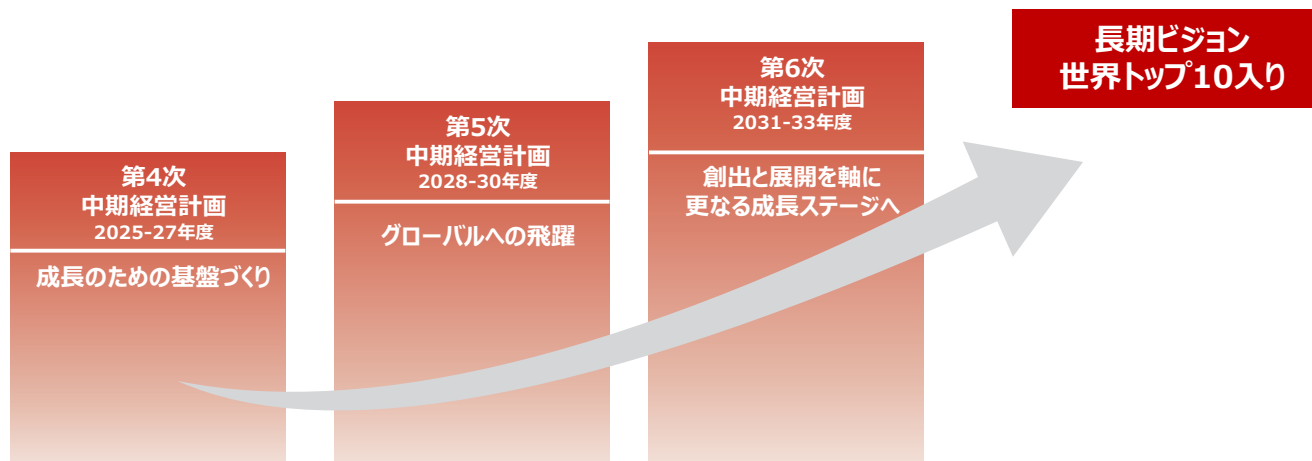 長期ビジョン
世界トップ10入り
第6次
中期経営計画
2031-33年度
創出と展開を軸に
更なる成長ステージへ
第5次
中期経営計画
2028-30年度
グローバルへの飛躍
第4次
中期経営計画
2025-27年度
成長のための基盤づくり